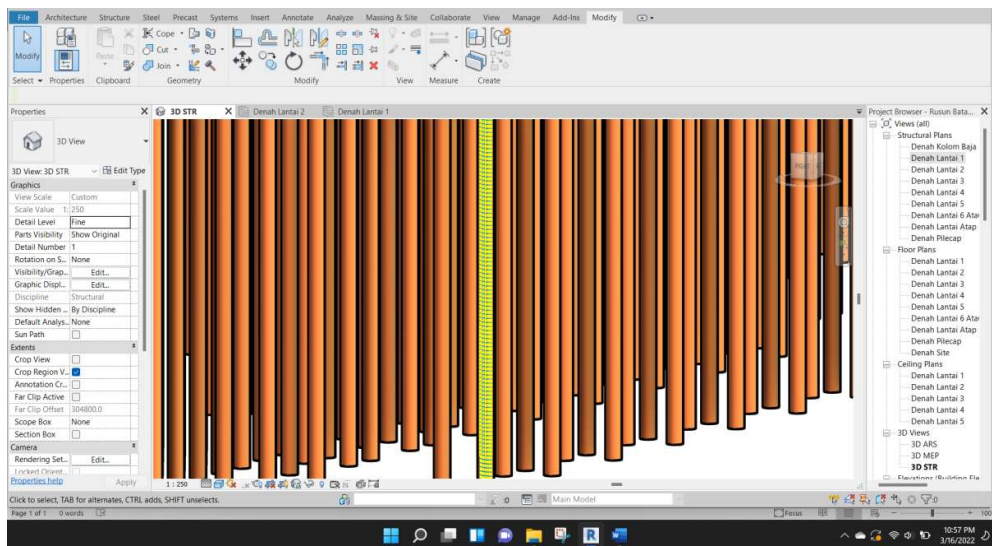 File Architecture Structure Steel Precast Systems Insert Annotate Analyze Massing & Site Collaborate View Manage Add-Ins Modify
Modify
Paste
Cope
Cut
Join
Select Properties Clipboard Geometry Modify View Measure Create
Properties
3D STR
Denah Lantai 2
Denah Lantai 1
Project Browser - Rusun Bata...
3D View
3D View: 3D STR
Edit Type
Graphics
View Scale Custom
Scale Value 1: 250
Detail Level Fine
Parts Visibility Show Original
Detail Number 1
Rotation on S... None
Visibility/Grap... Edit...
Graphic Displ... Edit...
Discipline Structural
Show Hidden ... By Discipline
Default Analys... None
Sun Path
Extents
Crop View
Crop Region V...
Annotation Cr...
Far Clip Active
Far Clip Offset 304800.0
Scope Box None
Section Box
Camera
Rendering Set... Edit...
Locked Orient...
Properties help
Apply
RIGHT
Views (all)
Structural Plans
Denah Kolom Baja
Denah Lantai 1
Denah Lantai 2
Denah Lantai 3
Denah Lantai 4
Denah Lantai 5
Denah Lantai 6 Ata
Denah Lantai Atap
Denah Pilecap
Floor Plans
Denah Lantai 1
Denah Lantai 2
Denah Lantai 3
Denah Lantai 4
Denah Lantai 5
Denah Lantai 6 Ata
Denah Lantai Atap
Denah Pilecap
Denah Site
Ceiling Plans
Denah Lantai 1
Denah Lantai 2
Denah Lantai 3
Denah Lantai 4
Denah Lantai 5
3D Views
3D ARS
3D MEP
3D STR
Elevations (Building Ele
1 : 250
Click to select, TAB for alternates, CTRL adds, SHIFT unselects.
:0
Main Model
:0
Page 1 of 1 0 words
Focus
100
10:57 PM
3/16/2022